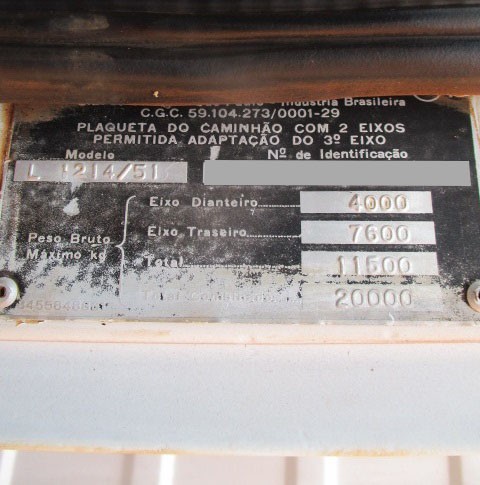 Indústria Brasileira
C.G.C. 59.104.273/0001-29
PLAQUETA DO CAMINHÃO COM 2 EIXOS
PERMITIDA ADAPTAÇÃO DO 3º EIXO
Modelo Nº de Identificação
L 1214/51
Eixo Dianteiro 4000
Eixo Traseiro 7600
Peso Bruto
Máximo kg
Total 11500
Total 20000